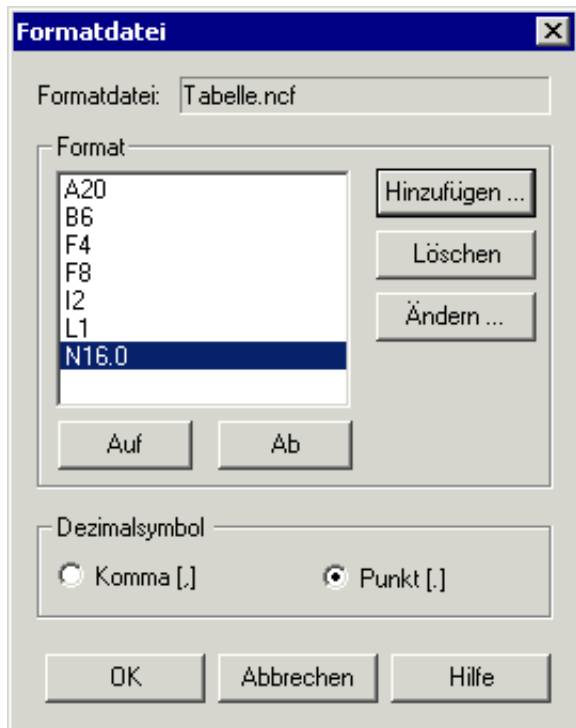 Formatdatei
Formatdatei: Tabelle.ncf
Format
A20
B6
F4
F8
I2
L1
N16.0
Hinzufügen ...
Löschen
Ändern ...
Auf Ab
Dezimalsymbol
Komma [,] Punkt [.]
OK Abbrechen Hilfe